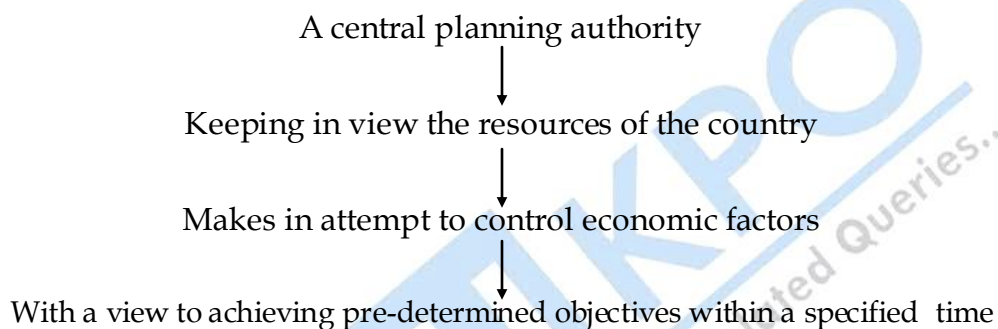 A central planning authority
Keeping in view the resources of the country
Makes in attempt to control economic factors
With a view to achieving pre-determined objectives within a specified time
Queries..